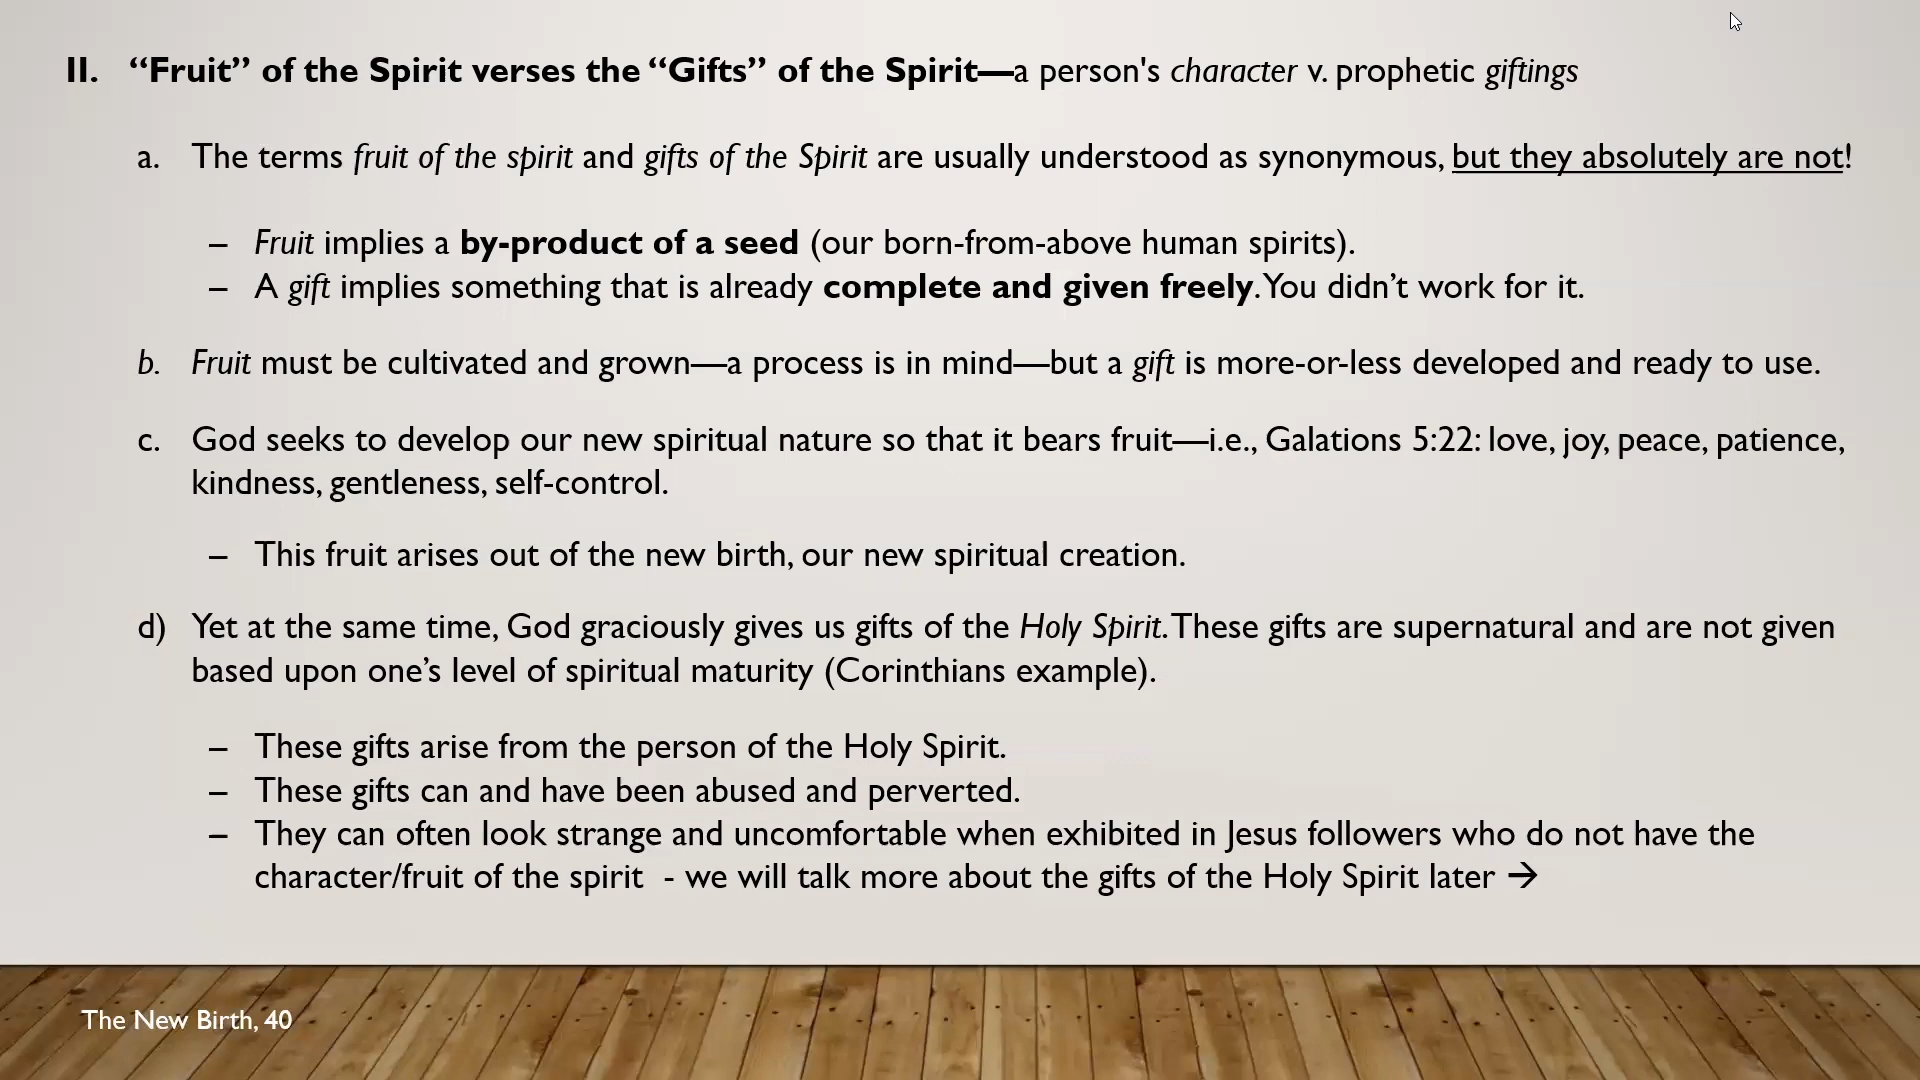 II. “Fruit” of the Spirit verses the “Gifts” of the Spirit—a person's character v. prophetic giftings
a. The terms fruit of the spirit and gifts of the Spirit are usually understood as synonymous, but they absolutely are not!
– Fruit implies a by-product of a seed (our born-from-above human spirits).
– A gift implies something that is already complete and given freely. You didn’t work for it.
b. Fruit must be cultivated and grown—a process is in mind—but a gift is more-or-less developed and ready to use.
c. God seeks to develop our new spiritual nature so that it bears fruit—i.e., Galations 5:22: love, joy, peace, patience,
kindness, gentleness, self-control.
– This fruit arises out of the new birth, our new spiritual creation.
d) Yet at the same time, God graciously gives us gifts of the Holy Spirit. These gifts are supernatural and are not given
based upon one’s level of spiritual maturity (Corinthians example).
– These gifts arise from the person of the Holy Spirit.
– These gifts can and have been abused and perverted.
– They can often look strange and uncomfortable when exhibited in Jesus followers who do not have the
character/fruit of the spirit - we will talk more about the gifts of the Holy Spirit later →
The New Birth, 40